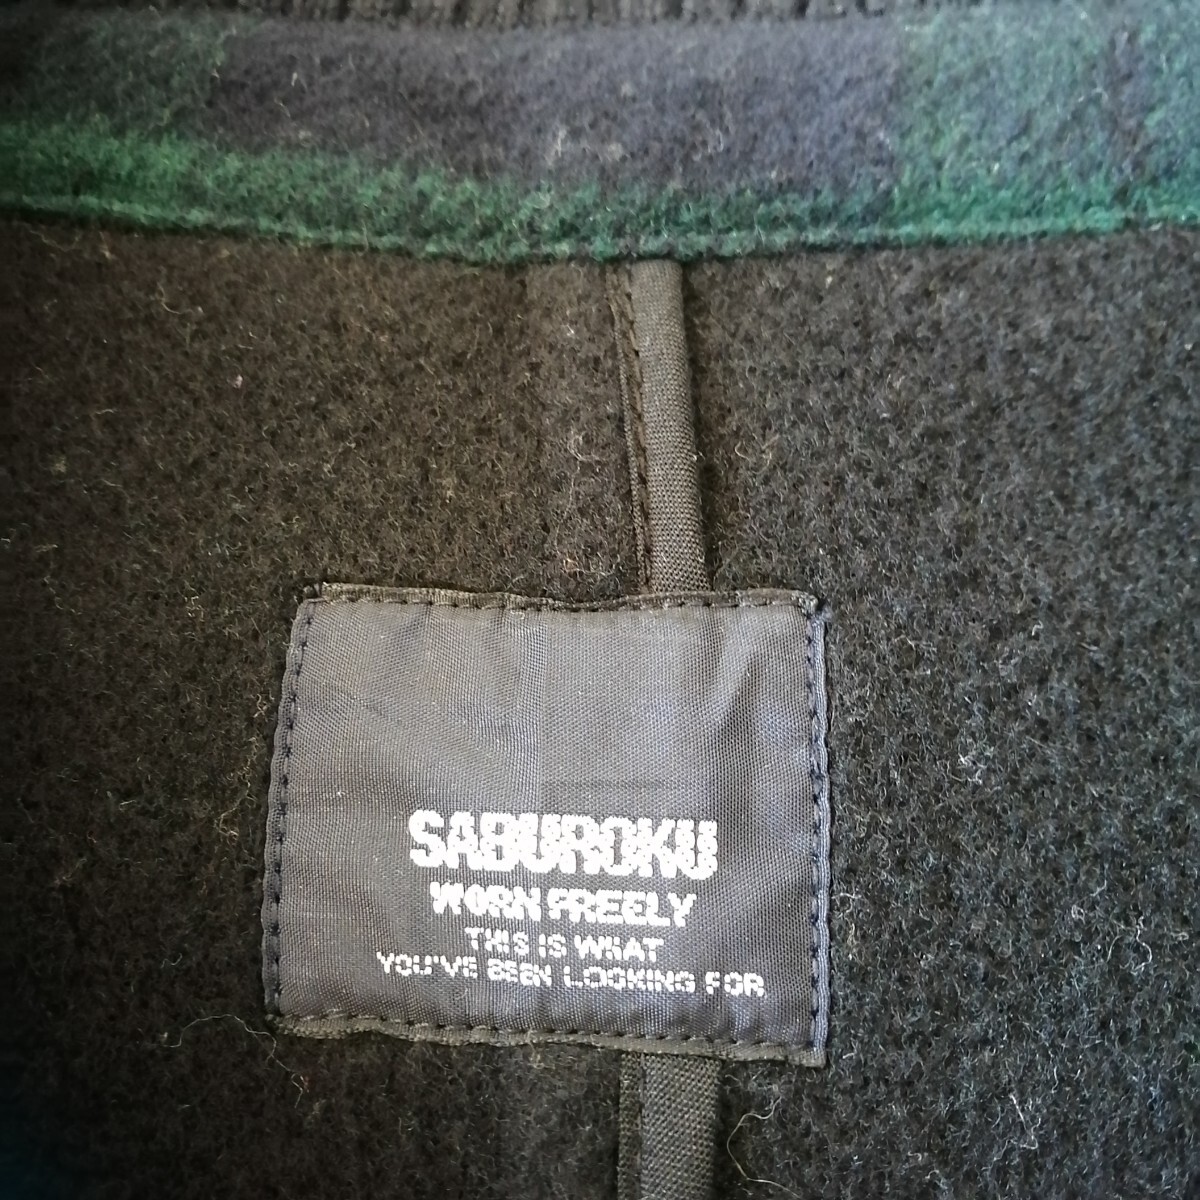 SABUROKU
WORN FREELY
THIS IS WHAT
YOU'VE BEEN LOOKING FOR